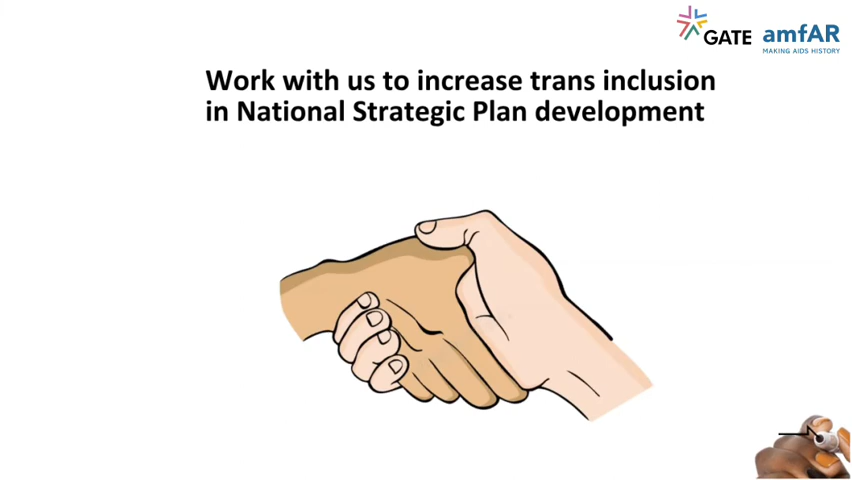 GATE
amfAR
MAKING AIDS HISTORY
Work with us to increase trans inclusion
in National Strategic Plan development